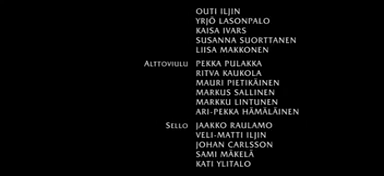 OUTI ILJIN
YRJÖ LASONPALO
KAISA IVARS
SUSANNA SUORTTANEN
LIISA MAKKONEN
ALTTOVIULU PEKKA PULAKKA
RITVA KAUKOLA
MAURI PIETIKÄINEN
MARKUS SALLINEN
MARKKU LINTUNEN
ARI-PEKKA HÄMÄLÄINEN
SELLO JAAKKO RAULAMO
VELI-MATTI ILJIN
JOHAN CARLSSON
SAMI MÄKELÄ
KATI YLITALO